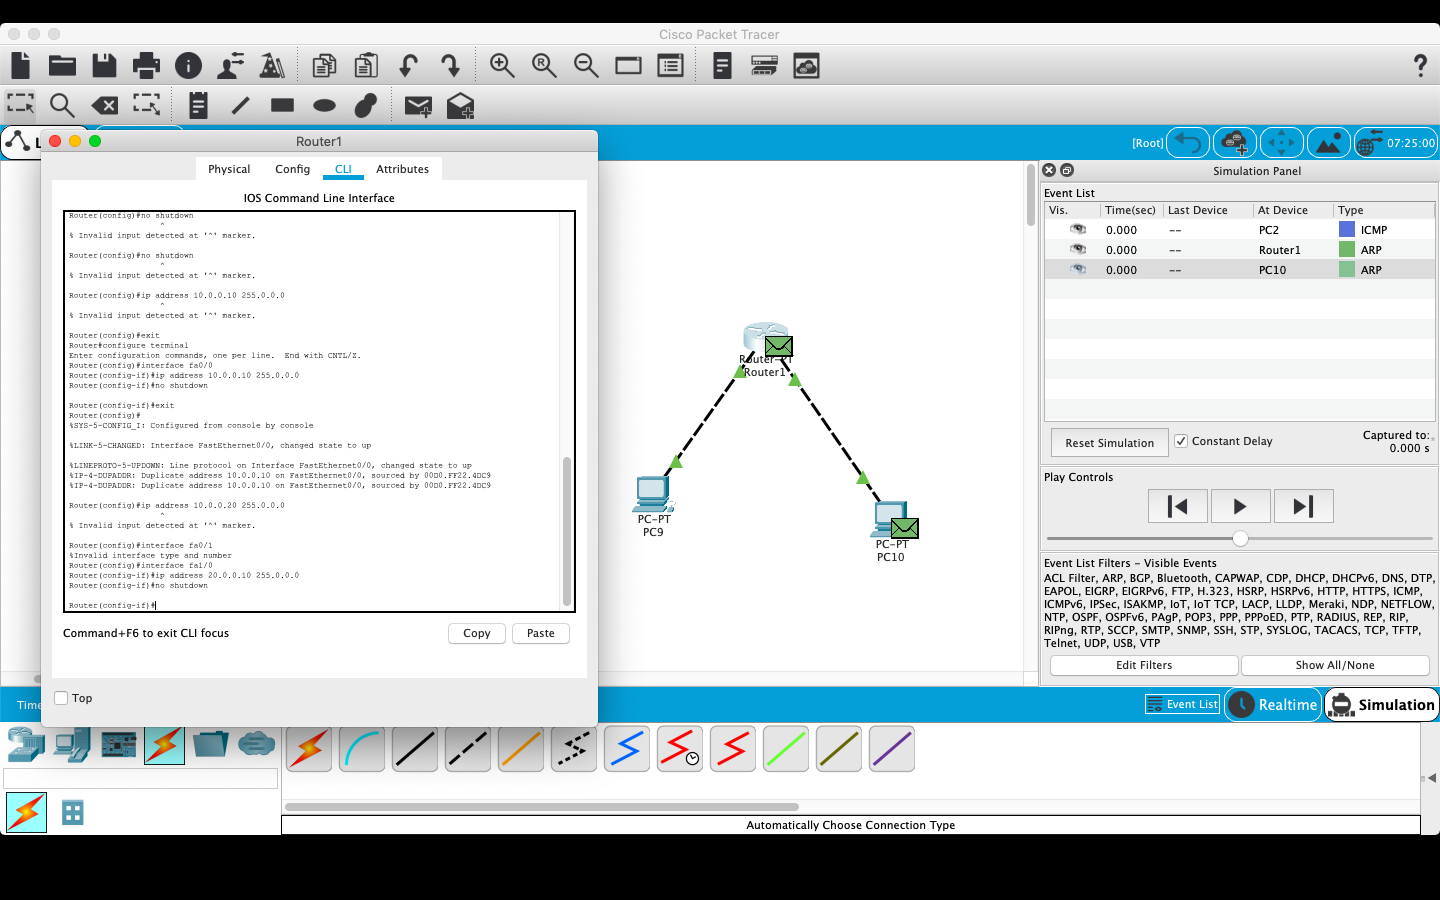 Cisco Packet Tracer
[Root]
07:25:00
L
Router1
Physical Config CLI Attributes
IOS Command Line Interface
Router(config)#no shutdown
^
% Invalid input detected at '^' marker.
Router(config)#no shutdown
^
% Invalid input detected at '^' marker.
Router(config)#ip address 10.0.0.10 255.0.0.0
^
% Invalid input detected at '^' marker.
Router(config)#exit
Router#configure terminal
Enter configuration commands, one per line.  End with CNTL/Z.
Router(config)#interface fa0/0
Router(config-if)#ip address 10.0.0.10 255.0.0.0
Router(config-if)#no shutdown
Router(config-if)#exit
Router(config)#
%SYS-5-CONFIG_I: Configured from console by console
%LINK-5-CHANGED: Interface FastEthernet0/0, changed state to up
%LINEPROTO-5-UPDOWN: Line protocol on Interface FastEthernet0/0, changed state to up
%IP-4-DUPADDR: Duplicate address 10.0.0.10 on FastEthernet0/0, sourced by 00D0.FF22.4DC9
%IP-4-DUPADDR: Duplicate address 10.0.0.10 on FastEthernet0/0, sourced by 00D0.FF22.4DC9
Router(config)#ip address 10.0.0.20 255.0.0.0
^
% Invalid input detected at '^' marker.
Router(config)#interface fa0/1
%Invalid interface type and number
Router(config)#interface fa1/0
Router(config-if)#ip address 20.0.0.10 255.0.0.0
Router(config-if)#no shutdown
Router(config-if)#
Command+F6 to exit CLI focus
Copy
Paste
Top
Time
Router-PT
Router1
PC-PT
PC9
PC-PT
PC10
Simulation Panel
Event List
Vis. Time(sec) Last Device At Device Type
0.000 -- PC2 ICMP
0.000 -- Router1 ARP
0.000 -- PC10 ARP
Reset Simulation
Constant Delay
Captured to:
0.000 s
Play Controls
Event List Filters - Visible Events
ACL Filter, ARP, BGP, Bluetooth, CAPWAP, CDP, DHCP, DHCPv6, DNS, DTP,
EAPOL, EIGRP, EIGRPv6, FTP, H.323, HSRP, HSRPv6, HTTP, HTTPS, ICMP,
ICMPv6, IPSec, ISAKMP, IoT, IoT TCP, LACP, LLDP, Meraki, NDP, NETFLOW,
NTP, OSPF, OSPFv6, PAgP, POP3, PPP, PPPoED, PTP, RADIUS, REP, RIP,
RIPng, RTP, SCCP, SMTP, SNMP, SSH, STP, SYSLOG, TACACS, TCP, TFTP,
Telnet, UDP, USB, VTP
Edit Filters
Show All/None
Event List
Realtime
Simulation
Automatically Choose Connection Type